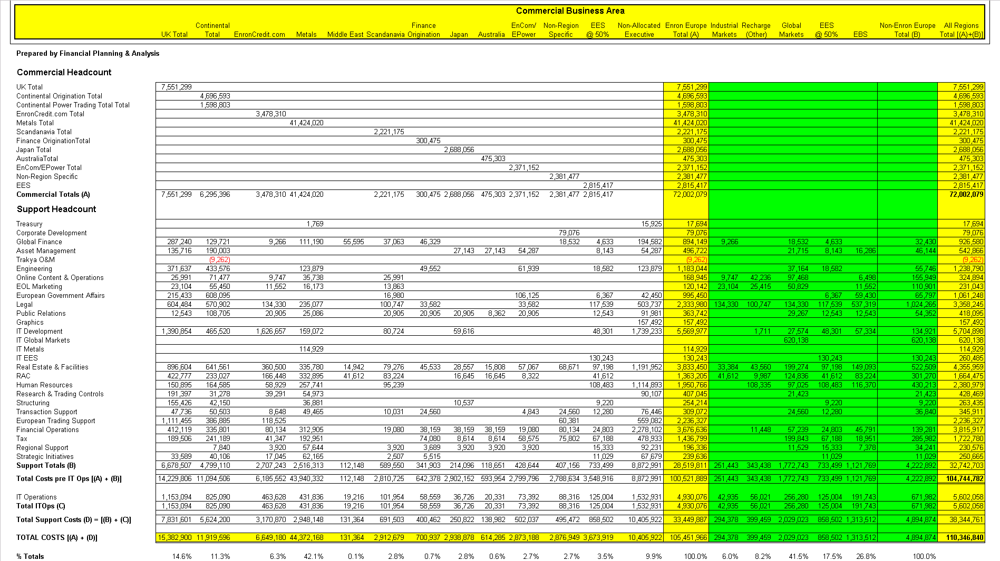 Commercial Business Area
Continental Finance EnCom/ Non-Region EES Non-Allocated Enron Europe Industrial Recharge Global EES Non-Enron Europe All Regions
UK Total Total EnronCredit.com Metals Middle East Scandanavia Origination Japan Australia EPower Specific @ 50% Executive Total (A) Markets (Other) Markets @ 50% EBS Total (B) Total [(A)+(B)]
Prepared by Financial Planning & Analysis
Commercial Headcount
UK Total 7,551,299 7,551,299 7,551,299
Continental Origination Total 4,696,593 4,696,593 4,696,593
Continental Power Trading Total Total 1,598,803 1,598,803 1,598,803
EnronCredit.com Total 3,478,310 3,478,310 3,478,310
Metals Total 41,424,020 41,424,020 41,424,020
Scandanavia Total 2,221,175 2,221,175 2,221,175
Finance OriginationTotal 300,475 300,475 300,475
Japan Total 2,688,056 2,688,056 2,688,056
AustraliaTotal 475,303 475,303 475,303
EnCom/EPower Total 2,371,152 2,371,152 2,371,152
Non-Region Specific 2,381,477 2,381,477 2,381,477
EES 2,815,417 2,815,417 2,815,417
Commercial Totals (A) 7,551,299 6,295,396 3,478,310 41,424,020 2,221,175 300,475 2,688,056 475,303 2,371,152 2,381,477 2,815,417 72,002,079 72,002,079
Support Headcount
Treasury 1,769 15,925 17,694 17,694
Corporate Development 79,076 79,076 79,076
Global Finance 287,240 129,721 9,266 111,190 55,595 37,063 46,329 18,532 4,633 194,582 894,149 9,266 18,532 4,633 32,430 926,580
Asset Management 135,716 190,003 27,143 27,143 54,287 8,143 54,287 496,722 21,715 8,143 16,286 46,144 542,866
Trakya O&M (9,262) (9,262) (9,262)
Engineering 371,637 433,576 123,879 49,552 61,939 18,582 123,879 1,183,044 37,164 18,582 55,746 1,238,790
Online Content & Operations 25,991 71,477 9,747 35,738 25,991 168,945 9,747 42,236 97,468 6,498 155,949 324,894
EOL Marketing 23,104 55,450 11,552 16,173 13,863 120,142 23,104 25,415 50,829 11,552 110,901 231,043
European Government Affairs 215,433 608,095 16,980 106,125 6,367 42,450 995,450 6,367 59,430 65,797 1,061,248
Legal 604,484 570,902 134,330 235,077 100,747 33,582 33,582 117,539 503,737 2,333,980 134,330 100,747 134,330 117,539 537,319 1,024,265 3,358,245
Public Relations 12,543 108,705 20,905 25,086 20,905 20,905 20,905 8,362 20,905 12,543 91,981 363,742 29,267 12,543 12,543 54,352 418,095
Graphics 157,492 157,492 157,492
IT Development 1,390,854 465,520 1,626,657 159,072 80,724 59,616 48,301 1,739,233 5,569,977 1,711 27,574 48,301 57,334 134,921 5,704,898
IT Global Markets 620,138 620,138 620,138
IT Metals 114,929 114,929 114,929
IT EES 130,243 130,243 130,243 130,243 260,485
Real Estate & Facilities 896,604 641,561 360,500 335,780 14,942 79,276 45,533 28,557 15,808 57,067 68,671 97,198 1,191,952 3,833,450 33,384 43,560 199,274 97,198 149,093 522,509 4,355,959
RAC 422,777 233,027 166,448 332,895 41,612 83,224 16,645 16,645 8,322 41,612 1,363,205 41,612 9,987 124,836 41,612 83,224 301,270 1,664,475
Human Resources 150,895 164,585 58,929 257,741 95,239 108,483 1,114,893 1,950,766 108,335 97,025 108,483 116,370 430,213 2,380,979
Research & Trading Controls 191,397 31,278 39,291 54,973 90,107 407,045 21,423 21,423 428,469
Structuring 155,426 42,150 36,881 10,537 9,220 254,214 9,220 9,220 263,435
Transaction Support 47,736 50,503 8,648 49,465 10,031 24,560 4,843 24,560 12,280 76,446 309,072 24,560 12,280 36,840 345,911
European Trading Support 1,111,455 386,885 118,525 60,381 559,082 2,236,327 2,236,327
Financial Operations 412,119 335,801 80,134 312,905 19,080 38,159 38,159 38,159 19,080 80,134 24,803 2,278,102 3,676,636 11,448 57,239 24,803 45,791 139,281 3,815,917
Tax 189,506 241,189 41,347 192,951 74,080 8,614 8,614 58,575 75,802 67,188 478,933 1,436,799 199,843 67,188 18,951 285,982 1,722,780
Regional Support 7,840 3,920 57,644 3,920 3,689 3,920 3,920 3,920 15,333 92,231 196,336 11,529 15,333 7,378 34,241 230,576
Strategic Initiatives 33,589 40,106 17,045 62,165 2,507 5,515 11,029 67,679 239,636 11,029 11,029 250,665
Support Totals (B) 6,678,507 4,799,110 2,707,243 2,516,313 112,148 589,550 341,903 214,096 118,651 428,644 407,156 733,499 8,872,991 28,519,811 251,443 343,438 1,772,743 733,499 1,121,769 4,222,892 32,742,703
Total Costs pre IT Ops [(A) + (B)] 14,229,806 11,094,506 6,185,552 43,940,332 112,148 2,810,725 642,378 2,902,152 593,954 2,799,796 2,788,634 3,548,916 8,872,991 100,521,889 251,443 343,438 1,772,743 733,499 1,121,769 4,222,892 104,744,782
IT Operations 1,153,094 825,090 463,628 431,836 19,216 101,954 58,559 36,726 20,331 73,392 88,316 125,004 1,532,931 4,930,076 42,935 56,021 256,280 125,004 191,743 671,982 5,602,058
Total ITOps (C) 1,153,094 825,090 463,628 431,836 19,216 101,954 58,559 36,726 20,331 73,392 88,316 125,004 1,532,931 4,930,076 42,935 56,021 256,280 125,004 191,743 671,982 5,602,058
Total Support Costs (D) = [(B) + (C)] 7,831,601 5,624,200 3,170,870 2,948,148 131,364 691,503 400,462 250,822 138,982 502,037 495,472 858,502 10,405,922 33,449,887 294,378 399,459 2,029,023 858,502 1,313,512 4,894,874 38,344,761
TOTAL COSTS [(A) + (D)] 15,382,900 11,919,596 6,649,180 44,372,168 131,364 2,912,679 700,937 2,938,878 614,285 2,873,188 2,876,949 3,673,919 10,405,922 105,451,966 294,378 399,459 2,029,023 858,502 1,313,512 4,894,874 110,346,840
% Totals 14.6% 11.3% 6.3% 42.1% 0.1% 2.8% 0.7% 2.8% 0.6% 2.7% 2.7% 3.5% 9.9% 100.0% 6.0% 8.2% 41.5% 17.5% 26.8% 100.0%